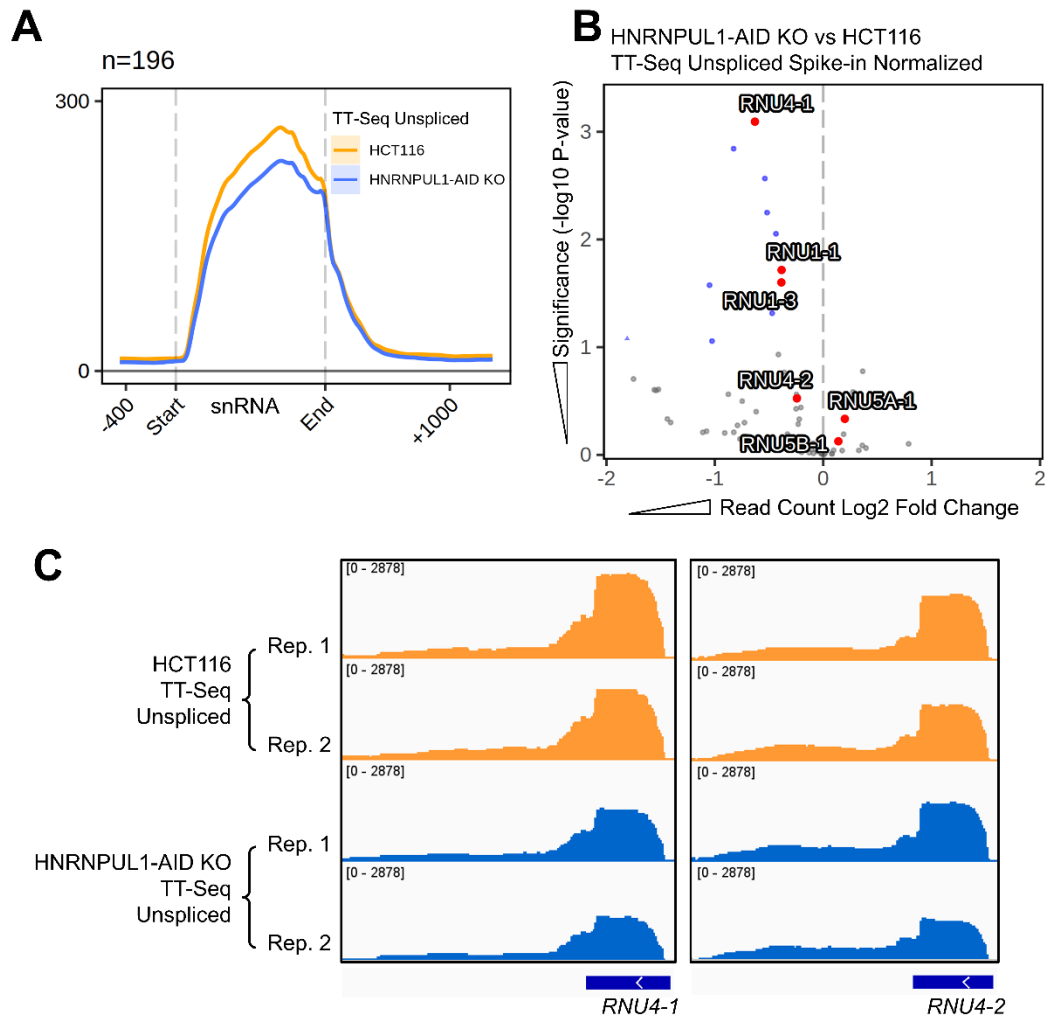 A
n=196
300
0
TT-Seq Unspliced
HCT116
HNRNPUL1-AID KO
-400
Start
snRNA
End
+1000
B
HNRNPUL1-AID KO vs HCT116
TT-Seq Unspliced Spike-in Normalized
Significance (-log10 P-value)
3
2
1
0
RNU4-1
RNU1-1
RNU1-3
RNU4-2
RNU5A-1
RNU5B-1
-2
-1
0
1
2
Read Count Log2 Fold Change
C
HCT116
TT-Seq
Unspliced
Rep. 1
Rep. 2
HNRNPUL1-AID KO
TT-Seq
Unspliced
Rep. 1
Rep. 2
[0 - 2878]
[0 - 2878]
[0 - 2878]
[0 - 2878]
[0 - 2878]
[0 - 2878]
[0 - 2878]
[0 - 2878]
RNU4-1
RNU4-2